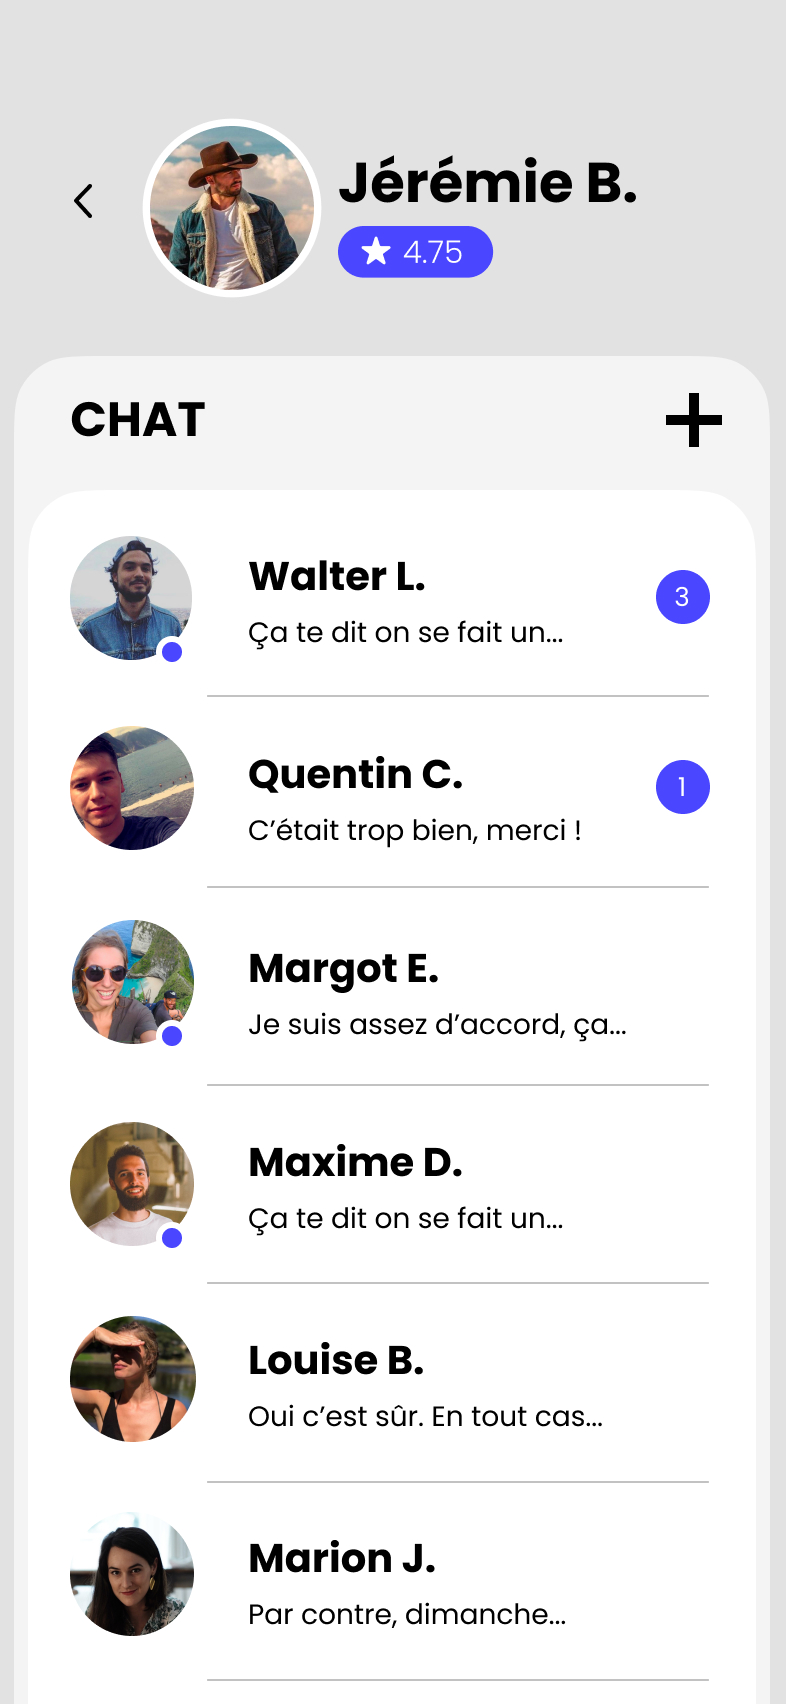 Jérémie B.
4.75
CHAT
Walter L.
Ça te dit on se fait un...
3
Quentin C.
C’était trop bien, merci !
1
Margot E.
Je suis assez d’accord, ça...
Maxime D.
Ça te dit on se fait un...
Louise B.
Oui c’est sûr. En tout cas...
Marion J.
Par contre, dimanche...